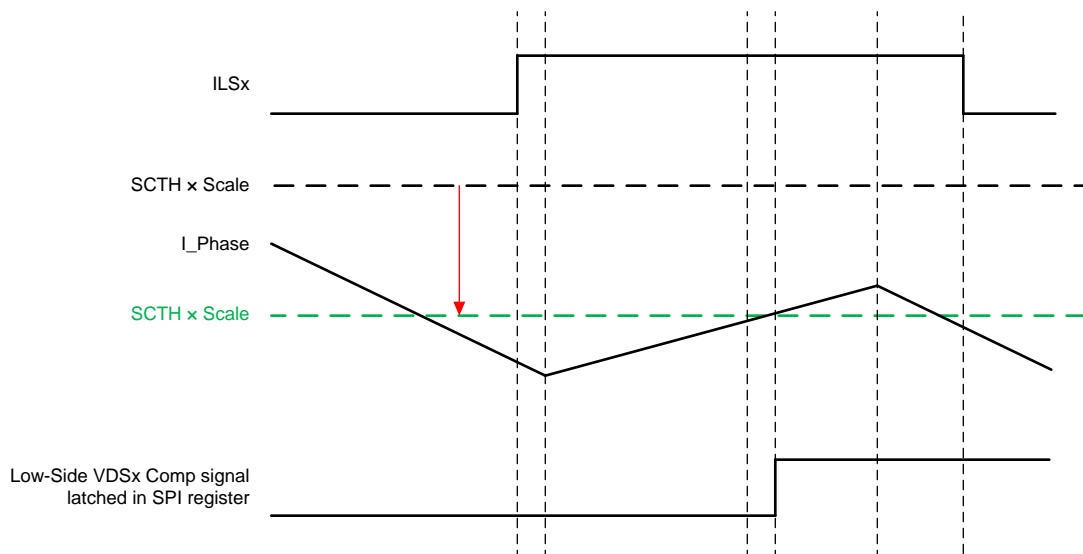 ILSx
SCTH × Scale
I_Phase
SCTH × Scale
Low-Side VDSx Comp signal
latched in SPI register